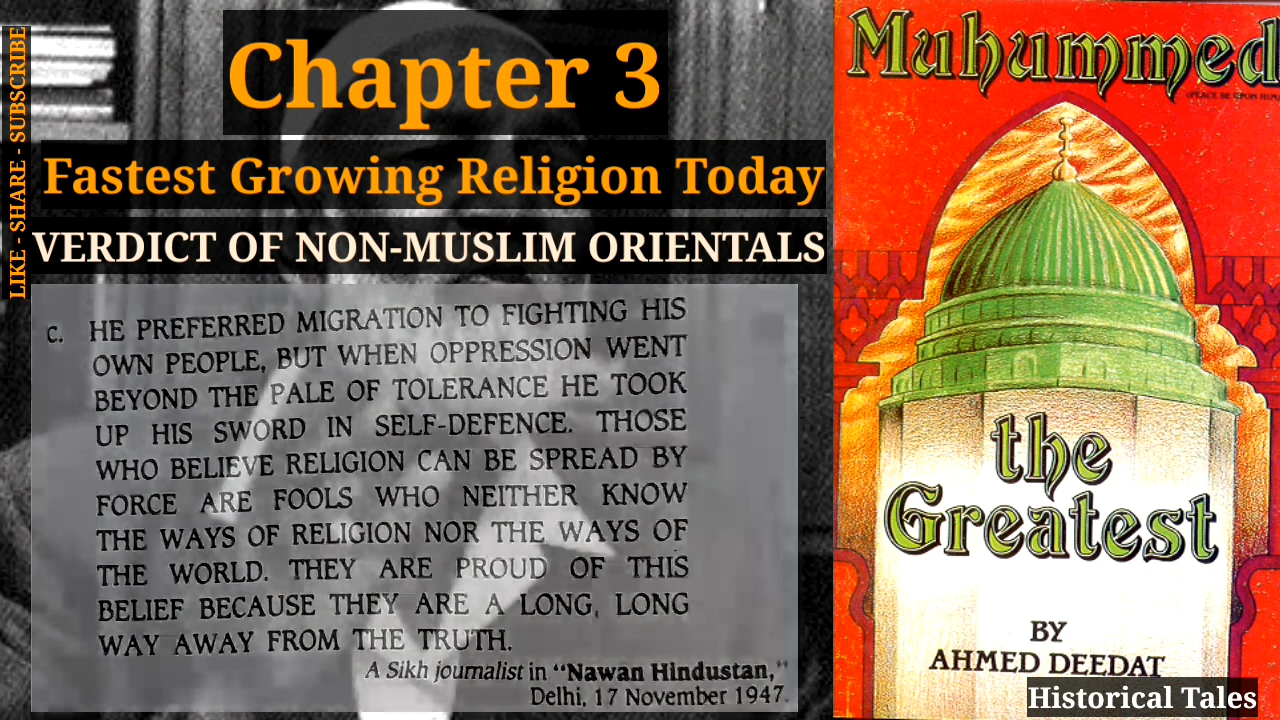 Chapter 3
Fastest Growing Religion Today
VERDICT OF NON-MUSLIM ORIENTALS
LIKE - SHARE - SUBSCRIBE
c. HE PREFERRED MIGRATION TO FIGHTING HIS
OWN PEOPLE, BUT WHEN OPPRESSION WENT
BEYOND THE PALE OF TOLERANCE HE TOOK
UP HIS SWORD IN SELF-DEFENCE. THOSE
WHO BELIEVE RELIGION CAN BE SPREAD BY
FORCE ARE FOOLS WHO NEITHER KNOW
THE WAYS OF RELIGION NOR THE WAYS OF
THE WORLD. THEY ARE PROUD OF THIS
BELIEF BECAUSE THEY ARE A LONG, LONG
WAY AWAY FROM THE TRUTH.
A Sikh journalist in "Nawan Hindustan,"
Delhi, 17 November 1947.
Muhummed
(PEACE BE UPON HIM)
the
Greatest
BY
AHMED DEEDAT
Historical Tales